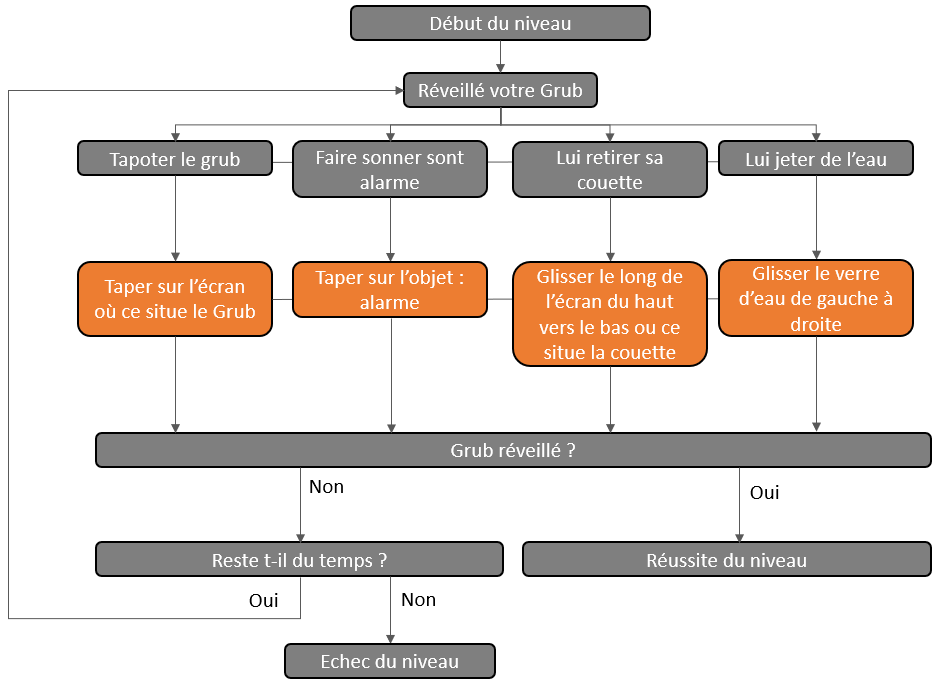 Début du niveau
Réveillé votre Grub
Tapoter le grub
Faire sonner sont
alarme
Lui retirer sa
couette
Lui jeter de l’eau
Taper sur l’écran
où ce situe le Grub
Taper sur l’objet :
alarme
Glisser le long de
l’écran du haut
vers le bas ou ce
situe la couette
Glisser le verre
d’eau de gauche à
droite
Grub réveillé ?
Non
Oui
Reste t-il du temps ?
Réussite du niveau
Oui
Non
Echec du niveau